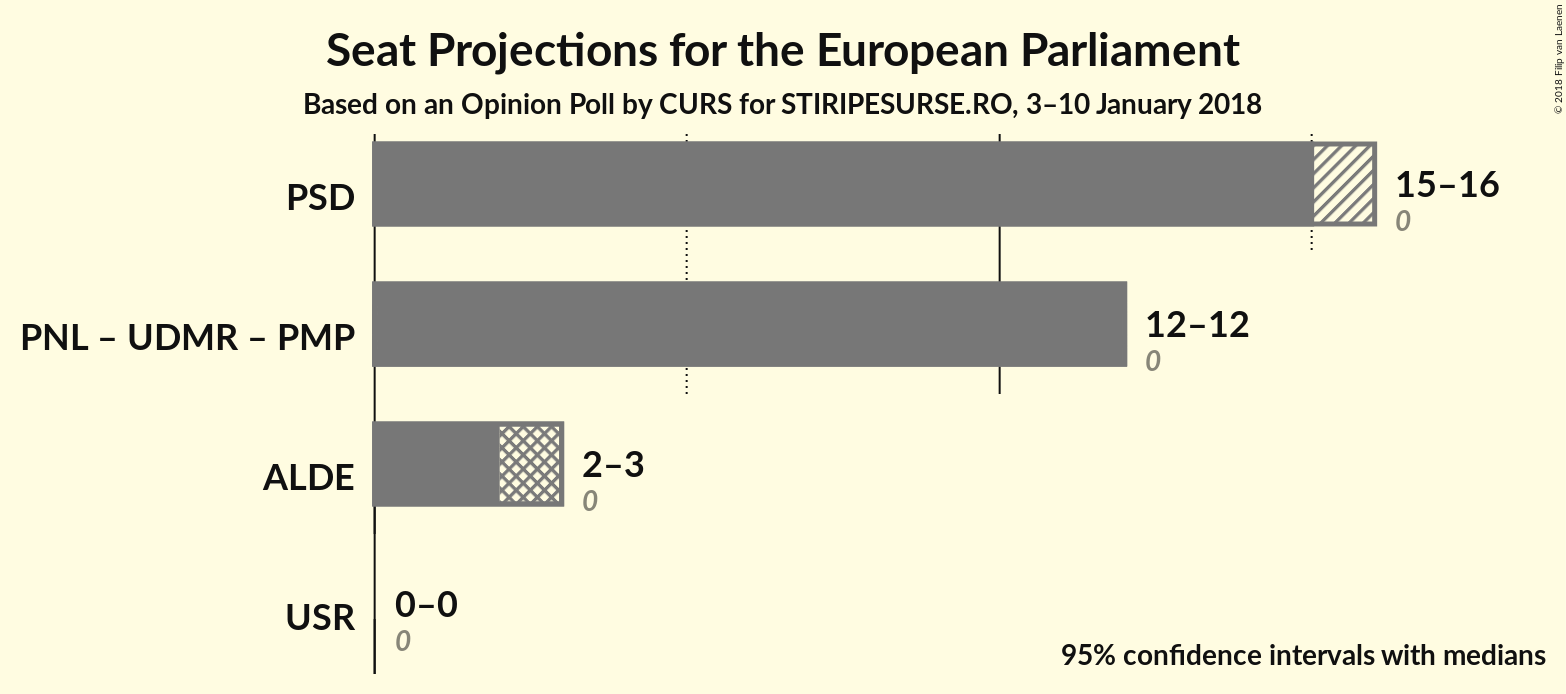 Seat Projections for the European Parliament
Based on an Opinion Poll by CURS for STIRIPESURSE.RO, 3–10 January 2018
© 2018 Filip van Laenen
PSD
15–16
0
PNL – UDMR – PMP
12–12
0
ALDE
2–3
0
USR
0–0
0
95% confidence intervals with medians